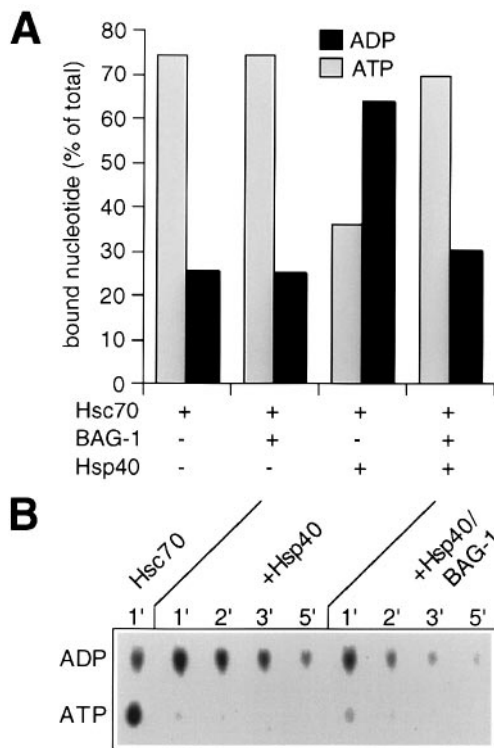 A
ADP
ATP
bound nucleotide (% of total)
80
70
60
50
40
30
20
10
0
Hsc70 + + + +
BAG-1 - + - +
Hsp40 - - + +
B
Hsc70 +Hsp40 +Hsp40/
BAG-1
1' 1' 2' 3' 5' 1' 2' 3' 5'
ADP
ATP